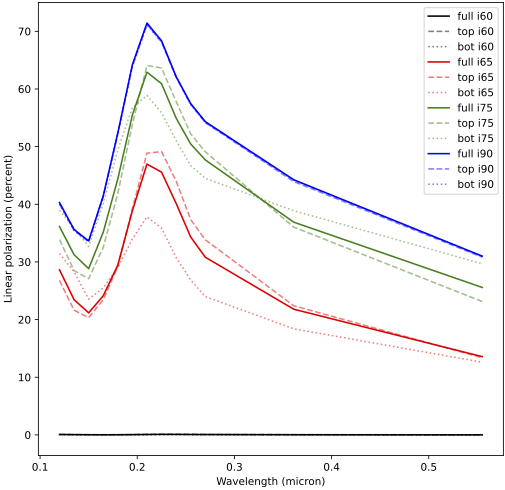 full i60
top i60
bot i60
full i65
top i65
bot i65
full i75
top i75
bot i75
full i90
top i90
bot i90
70
60
50
40
30
20
10
0
Linear polarization (percent)
0.1 0.2 0.3 0.4 0.5
Wavelength (micron)